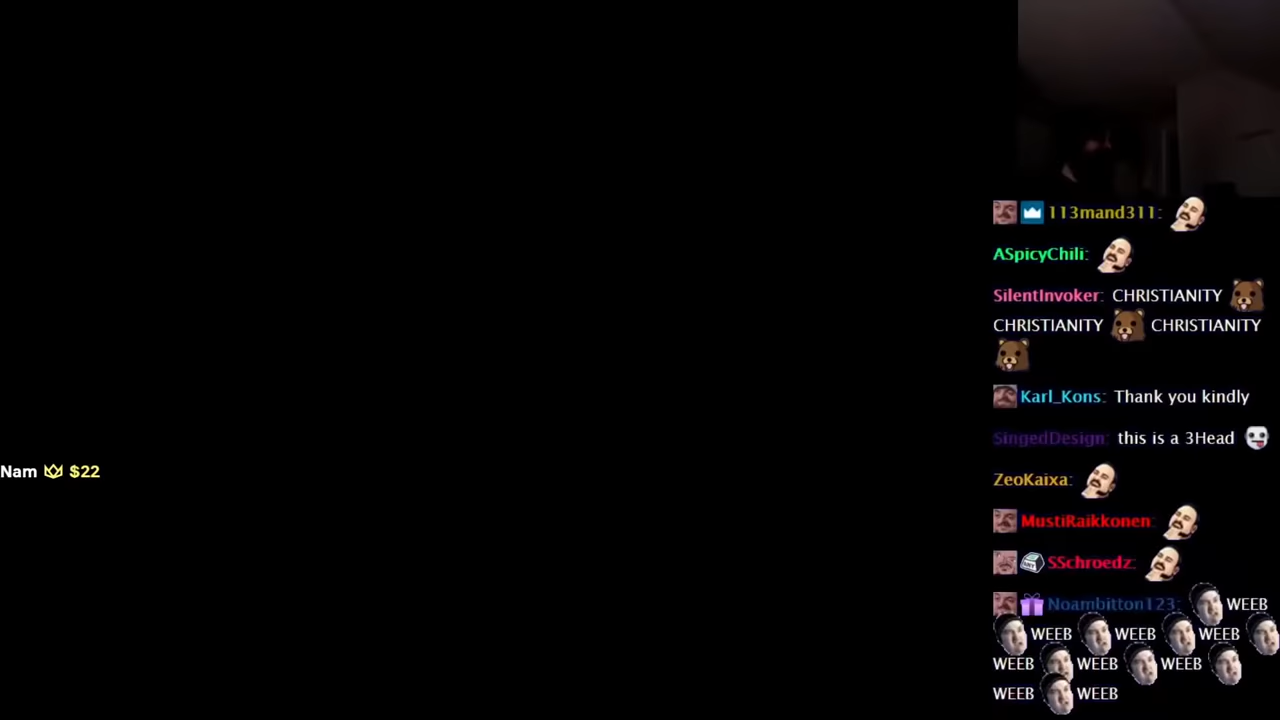 113mand311:
ASpicyChili:
SilentInvoker: CHRISTIANITY
CHRISTIANITY CHRISTIANITY
Karl_Kons: Thank you kindly
SingedDesign: this is a 3Head
Nam $22
ZeoKaixa:
MustiRaikkonen:
SSchroedz:
Noambitton123: WEEB
WEEB WEEB WEEB
WEEB WEEB WEEB
WEEB WEEB